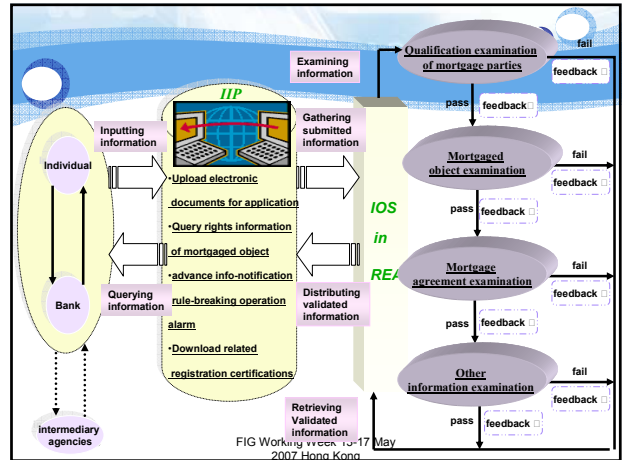 Examining
information
Qualification examination
of mortgage parties
fail
feedback
pass
feedback
IIP
Inputting
information
Gathering
submitted
information
Individual
Mortgaged
object examination
fail
feedback
pass
feedback
•Upload electronic
documents for application
•Query rights information
of mortgaged object
•advance info-notification
rule-breaking operation
alarm
•Download related
registration certifications
IOS
in
REA
Mortgage
agreement examination
fail
feedback
pass
feedback
Bank
Querying
information
Distributing
validated
information
Other
information examination
fail
feedback
pass
feedback
Retrieving
Validated
information
intermediary
agencies
FIG Working Week 13-17 May
2007 Hong Kong